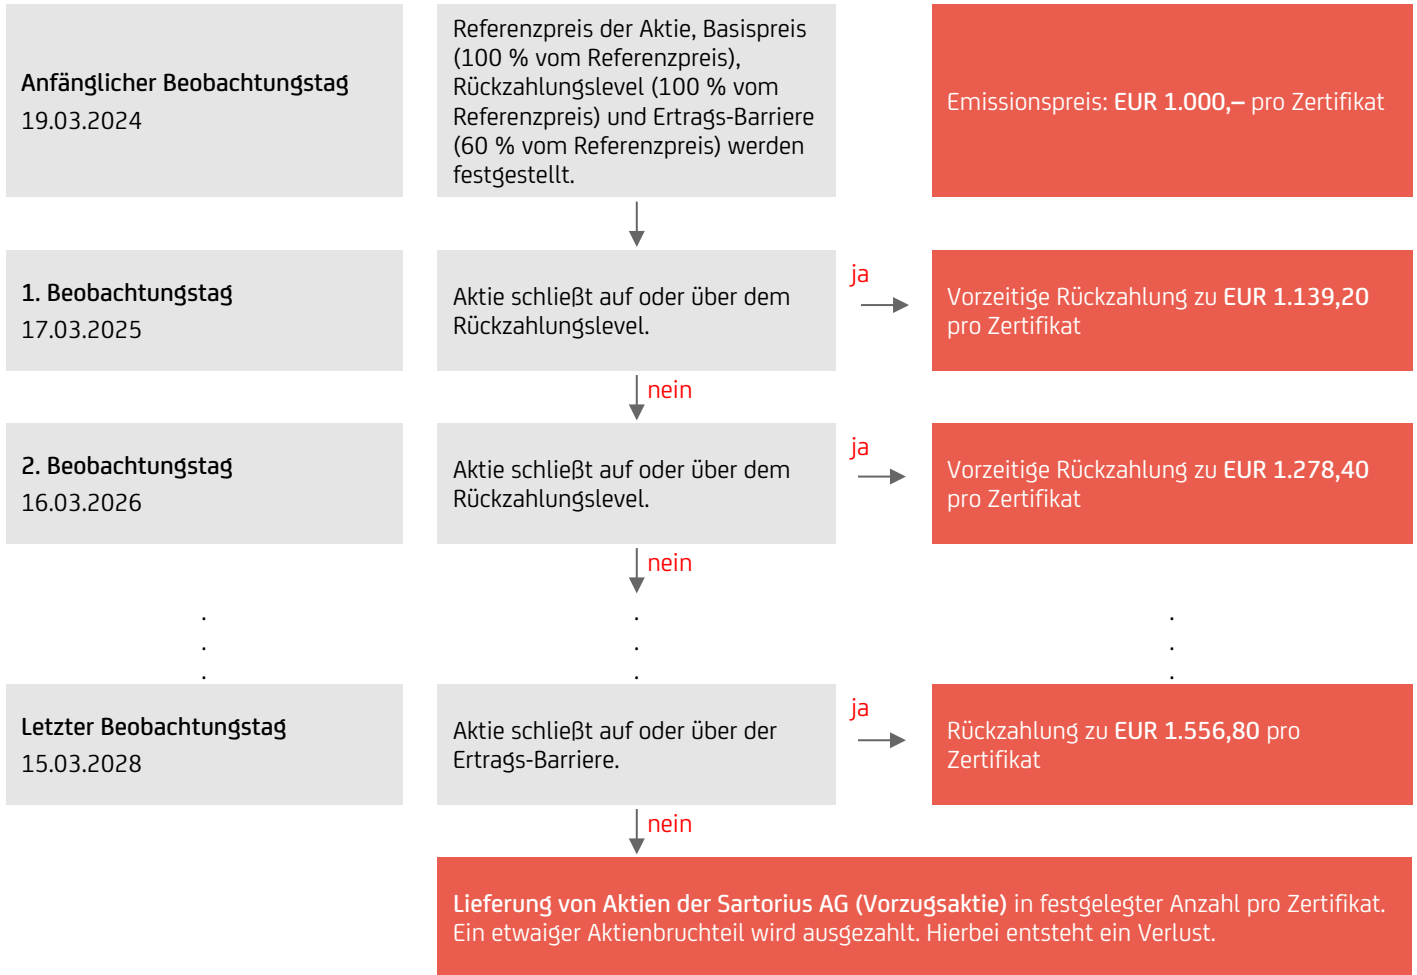 Anfänglicher Beobachtungstag
19.03.2024
Referenzpreis der Aktie, Basispreis
(100 % vom Referenzpreis),
Rückzahlungslevel (100 % vom
Referenzpreis) und Ertrags-Barriere
(60 % vom Referenzpreis) werden
festgestellt.
Emissionspreis: EUR 1.000,– pro Zertifikat
1. Beobachtungstag
17.03.2025
Aktie schließt auf oder über dem
Rückzahlungslevel.
ja
Vorzeitige Rückzahlung zu EUR 1.139,20
pro Zertifikat
nein
2. Beobachtungstag
16.03.2026
Aktie schließt auf oder über dem
Rückzahlungslevel.
ja
Vorzeitige Rückzahlung zu EUR 1.278,40
pro Zertifikat
nein
. . .
. . .
. . .
Letzter Beobachtungstag
15.03.2028
Aktie schließt auf oder über der
Ertrags-Barriere.
ja
Rückzahlung zu EUR 1.556,80 pro
Zertifikat
nein
Lieferung von Aktien der Sartorius AG (Vorzugsaktie) in festgelegter Anzahl pro Zertifikat.
Ein etwaiger Aktienbruchteil wird ausgezahlt. Hierbei entsteht ein Verlust.